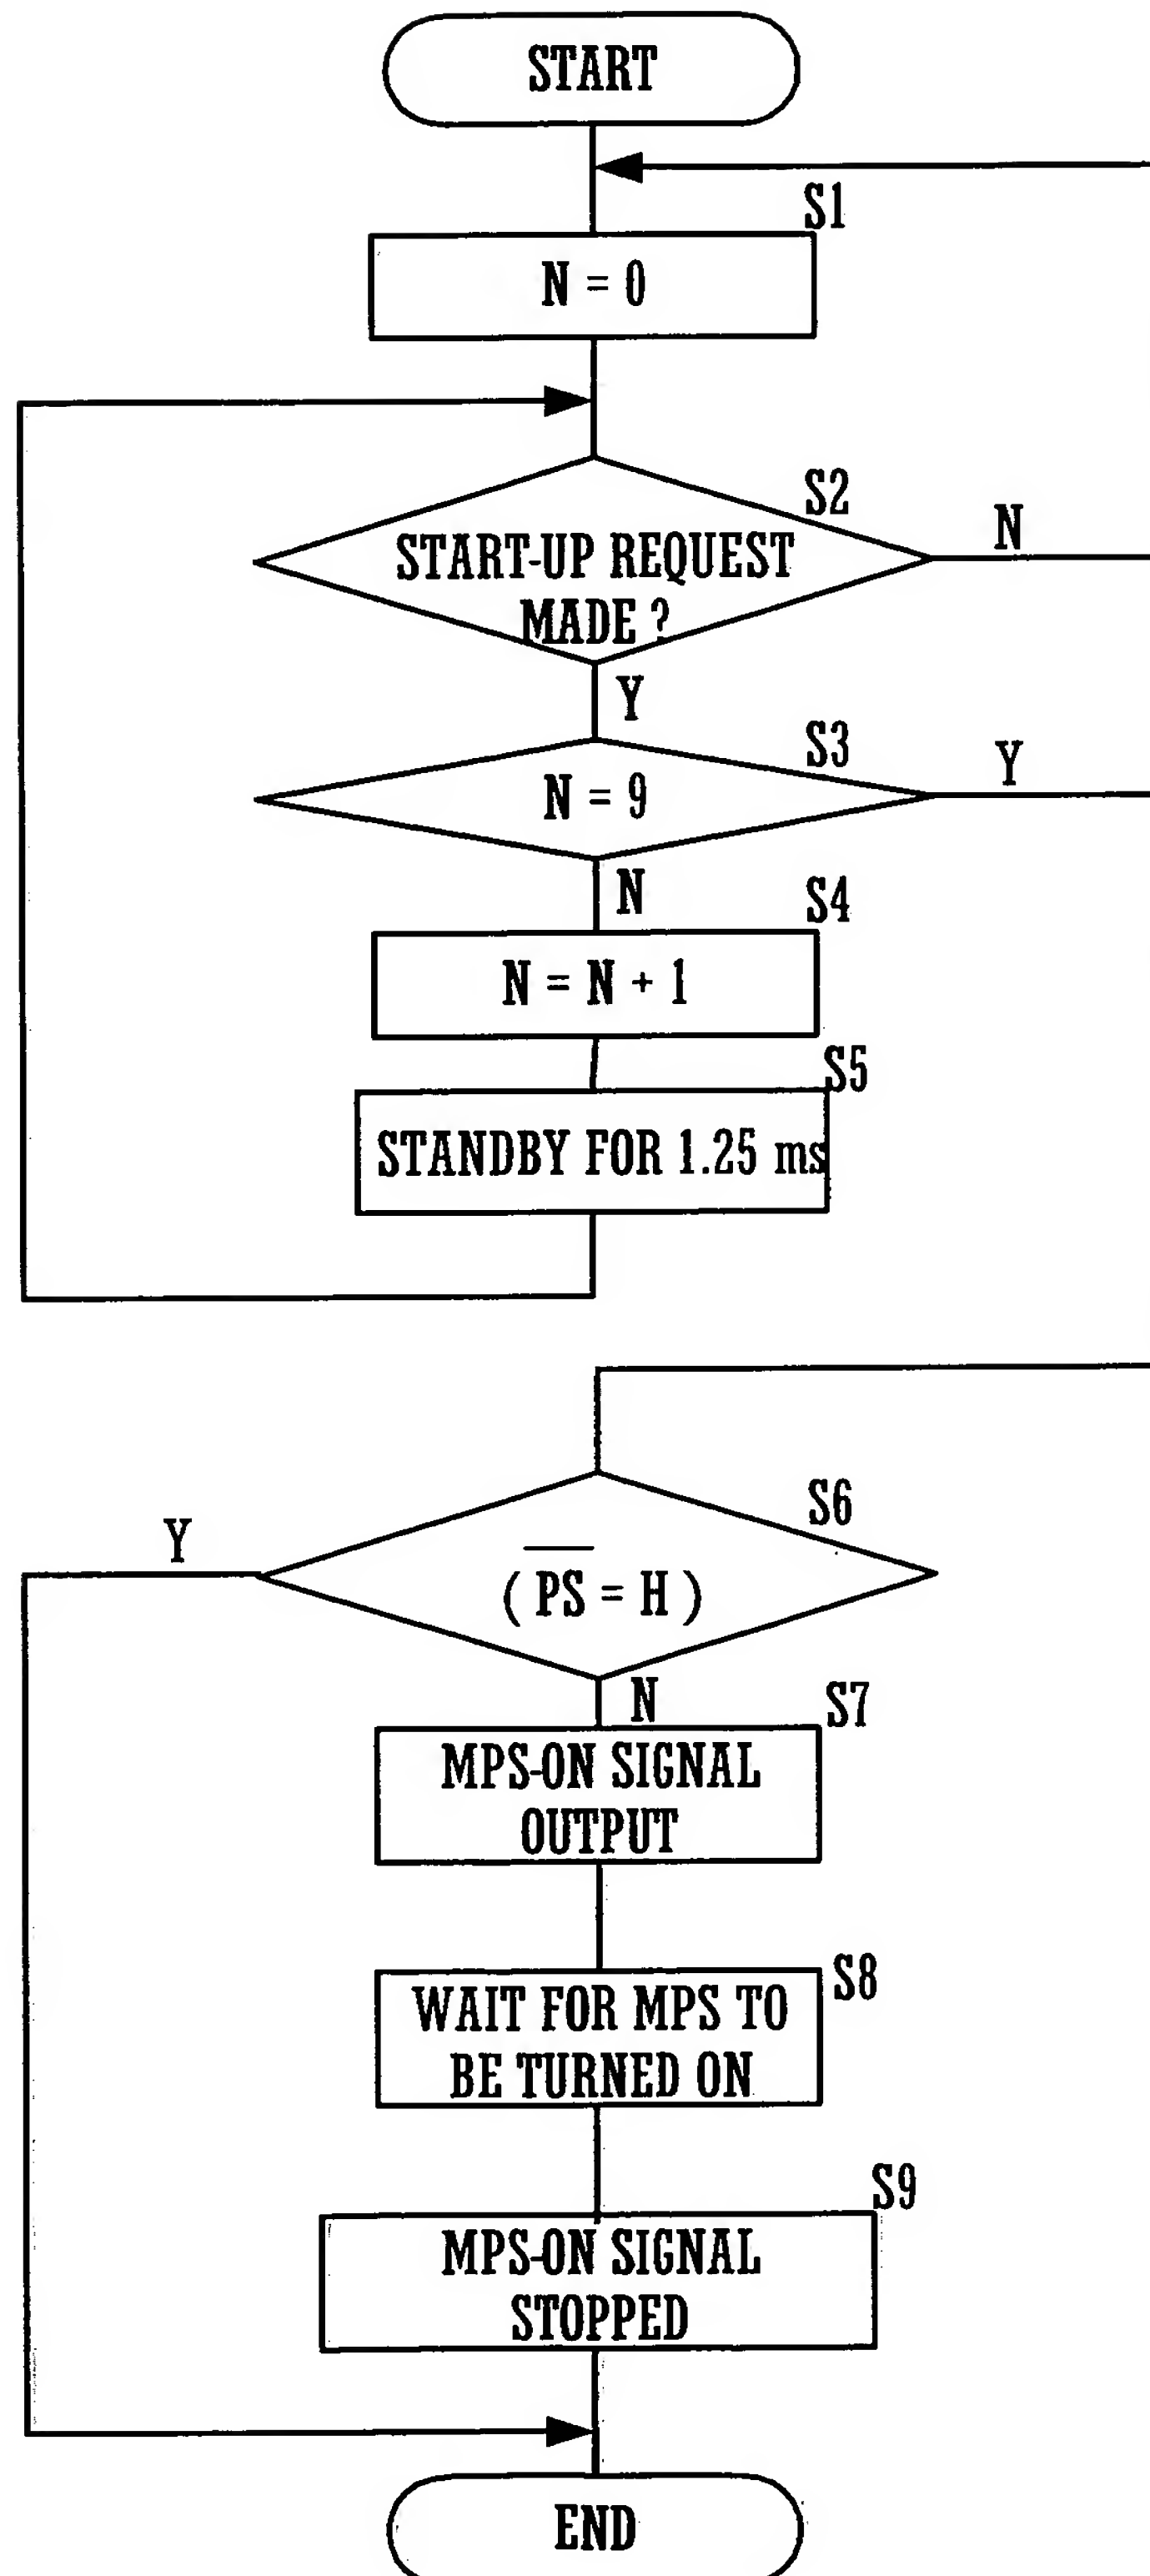 START
S1
N = 0
S2
N
START-UP REQUEST
MADE ?
Y
S3
Y
N = 9
N
S4
N = N + 1
S5
STANDBY FOR 1.25 ms
S6
Y
( P̅S̅ = H )
N
S7
MPS-ON SIGNAL
OUTPUT
S8
WAIT FOR MPS TO
BE TURNED ON
S9
MPS-ON SIGNAL
STOPPED
END